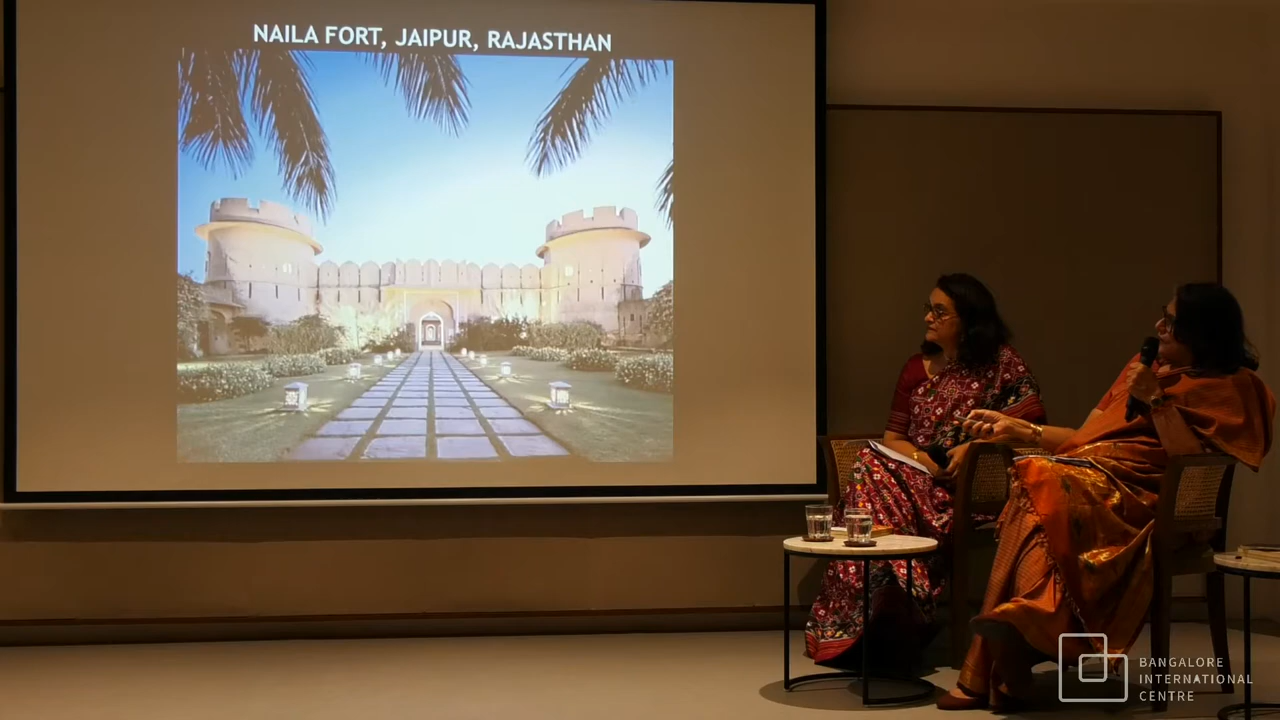 NAILA FORT, JAIPUR, RAJASTHAN
BANGALORE
INTERNATIONAL
CENTRE